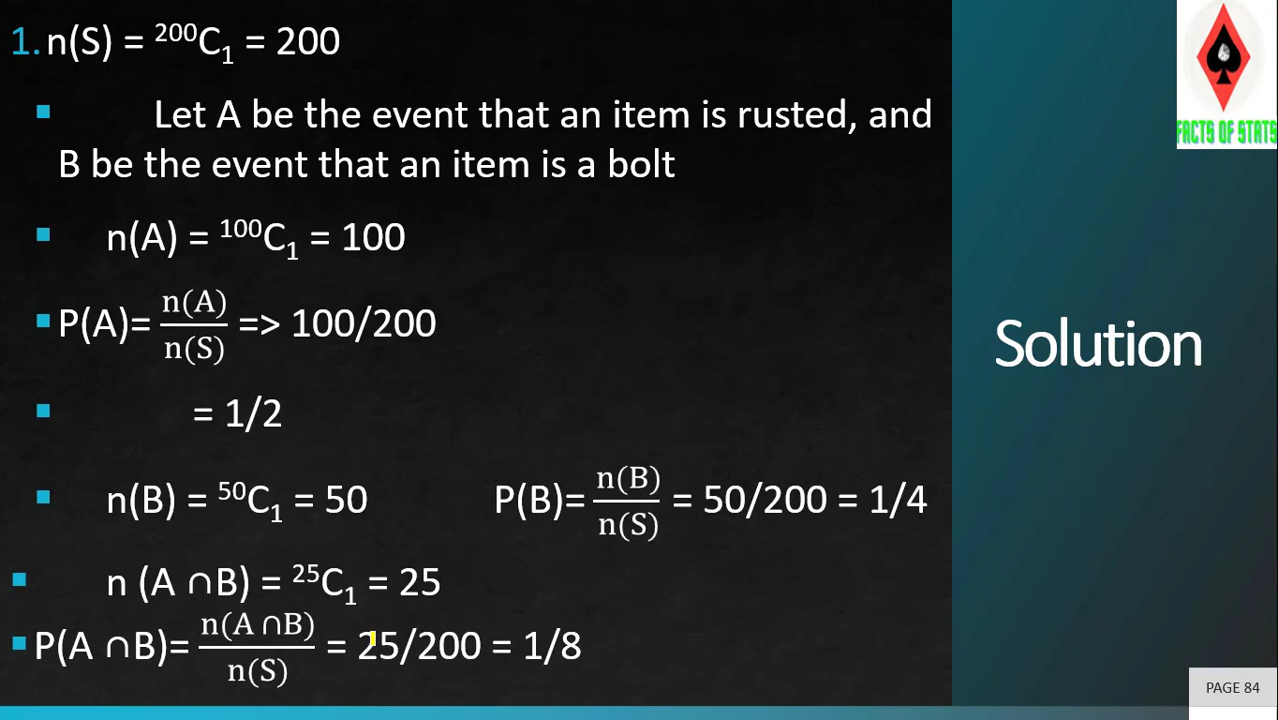 1. n(S) = ²⁰⁰C₁ = 200
▪ Let A be the event that an item is rusted, and
B be the event that an item is a bolt
▪ n(A) = ¹⁰⁰C₁ = 100
▪ P(A)= n(A)/n(S) => 100/200
▪ = 1/2
▪ n(B) = ⁵⁰C₁ = 50 P(B)= n(B)/n(S) = 50/200 = 1/4
▪ n (A ∩B) = ²⁵C₁ = 25
▪ P(A ∩B)= n(A ∩B)/n(S) = 25/200 = 1/8
Solution
FACTS OF STATS
PAGE 84